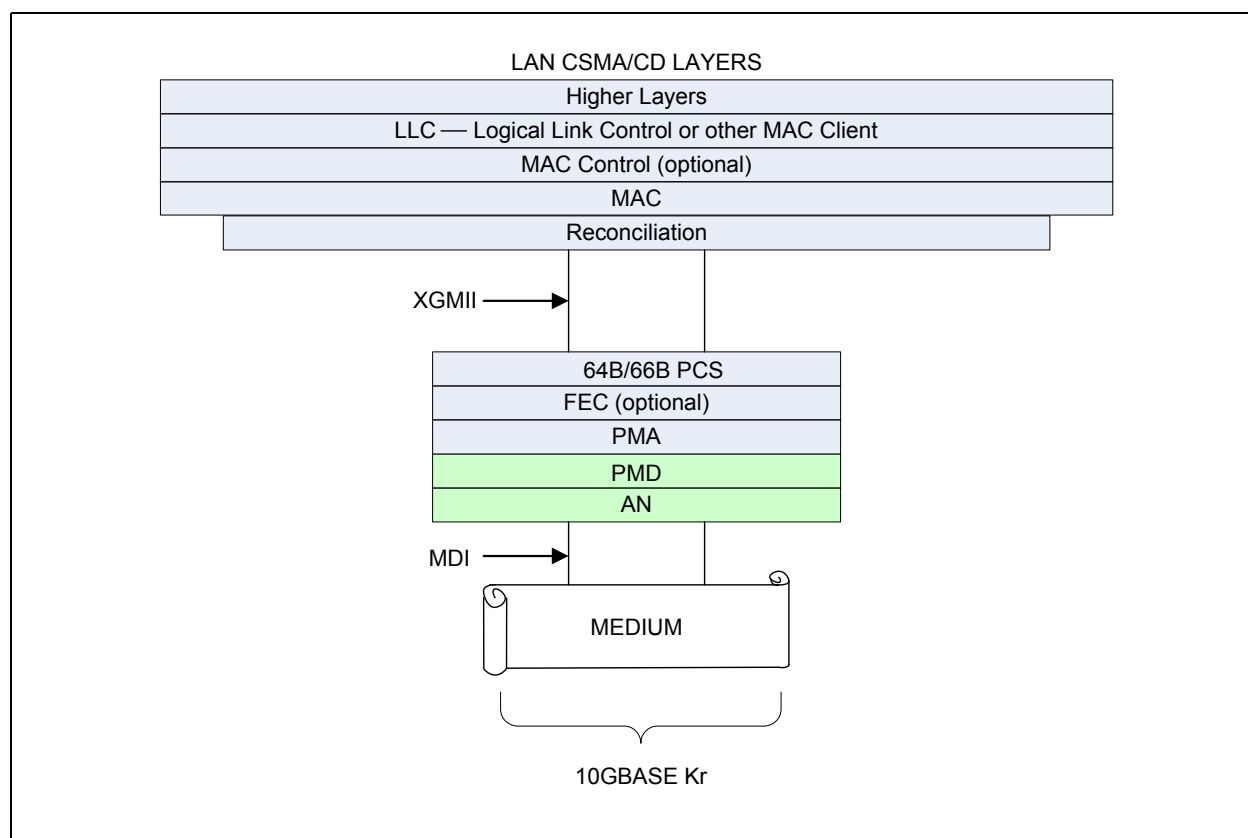 LAN CSMA/CD LAYERS
Higher Layers
LLC — Logical Link Control or other MAC Client
MAC Control (optional)
MAC
Reconciliation
XGMII
64B/66B PCS
FEC (optional)
PMA
PMD
AN
MDI
MEDIUM
10GBASE Kr